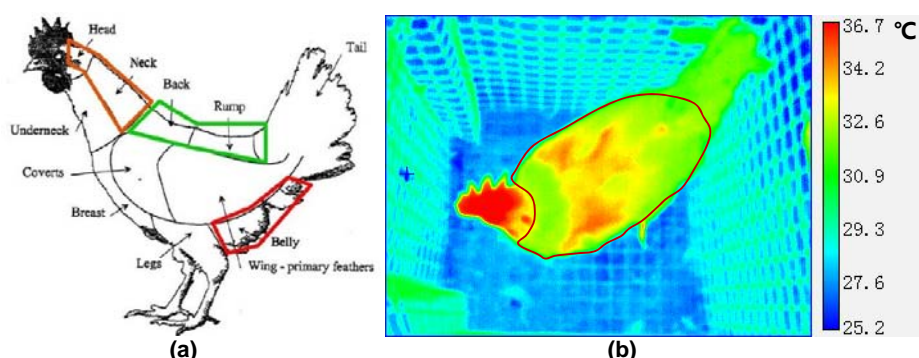 Head
Neck
Back
Tail
Rump
Underneck
Coverts
Breast
Legs
Belly
Wing - primary feathers
(a)
36.7 °C
34.2
32.6
30.9
29.3
27.6
25.2
(b)